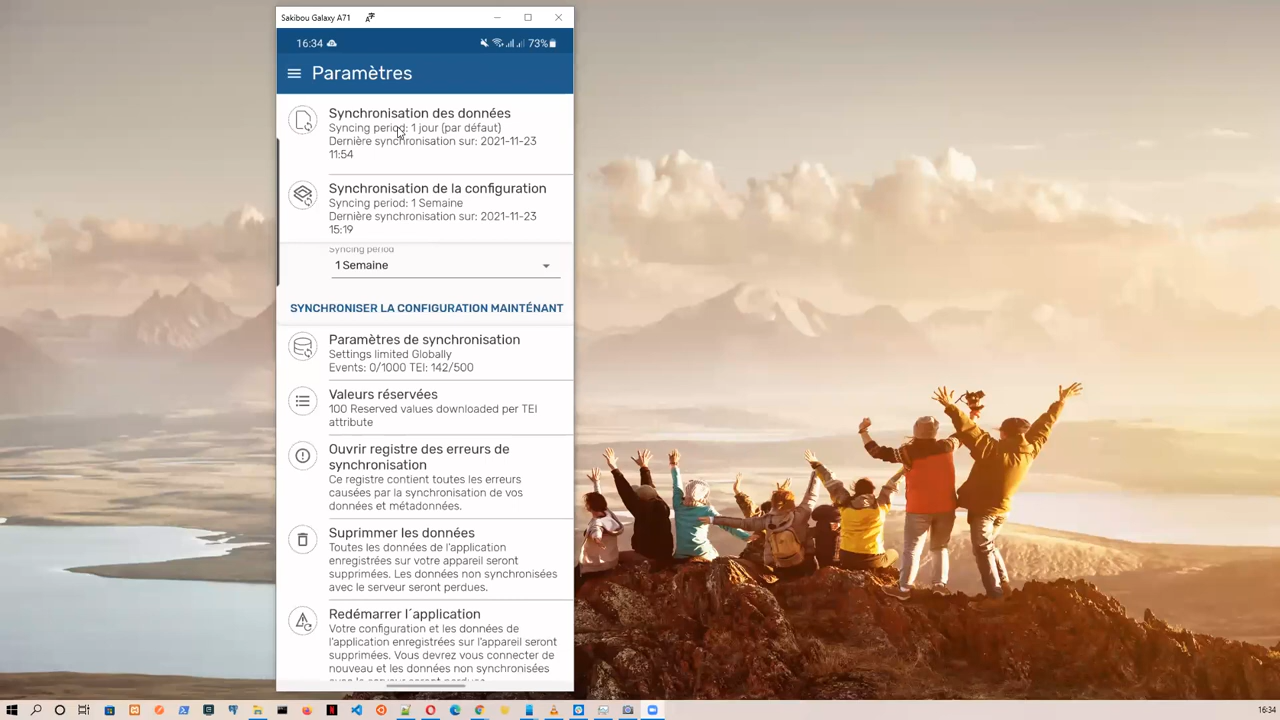 Sakibou Galaxy A71
16:34
73%
Paramètres
Synchronisation des données
Syncing period: 1 jour (par défaut)
Dernière synchronisation sur: 2021-11-23
11:54
Synchronisation de la configuration
Syncing period: 1 Semaine
Dernière synchronisation sur: 2021-11-23
15:19
Syncing period
1 Semaine
SYNCHRONISER LA CONFIGURATION MAINTÉNANT
Paramètres de synchronisation
Settings limited Globally
Events: 0/1000 TEI: 142/500
Valeurs réservées
100 Reserved values downloaded per TEI
attribute
Ouvrir registre des erreurs de
synchronisation
Ce registre contient toutes les erreurs
causées par la synchronisation de vos
données et métadonnées.
Suprimmer les données
Toutes les données de l'application
enregistrées sur votre appareil seront
supprimées. Les données non synchronisées
avec le serveur seront perdues.
Redémarrer l´application
Votre configuration et les données de
l'application enregistrées sur l'appareil seront
supprimées. Vous devrez vous connecter de
nouveau et les données non synchronisées
avec le serveur seront perdues.
16:34